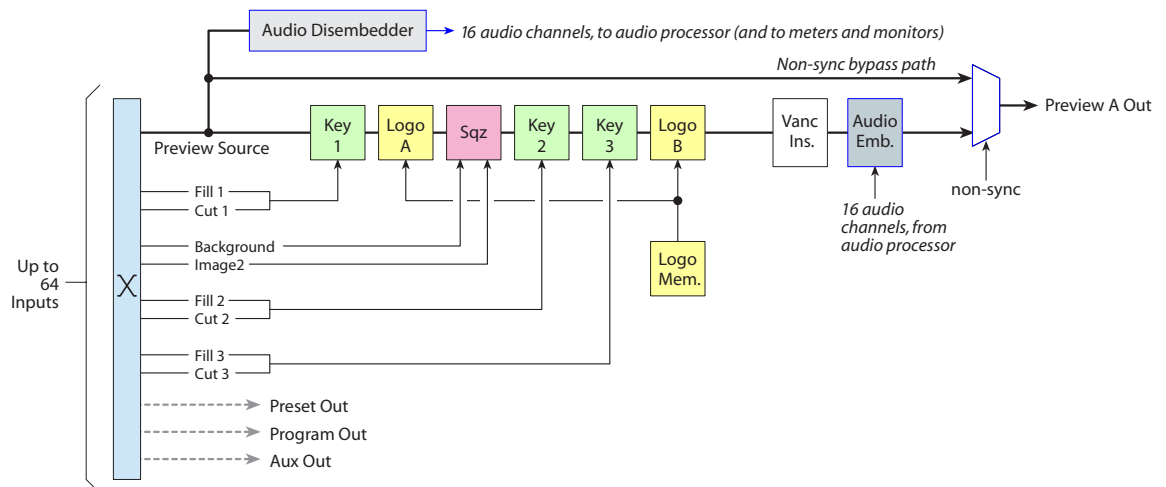 Audio Disembedder
16 audio channels, to audio processor (and to meters and monitors)
Non-sync bypass path
Preview A Out
Key
1
Logo
A
Sqz
Key
2
Key
3
Logo
B
Vanc
Ins.
Audio
Emb.
Preview Source
non-sync
Fill 1
Cut 1
16 audio
channels, from
audio processor
Background
Image2
Logo
Mem.
Up to
64
Inputs
Fill 2
Cut 2
Fill 3
Cut 3
Preset Out
Program Out
Aux Out